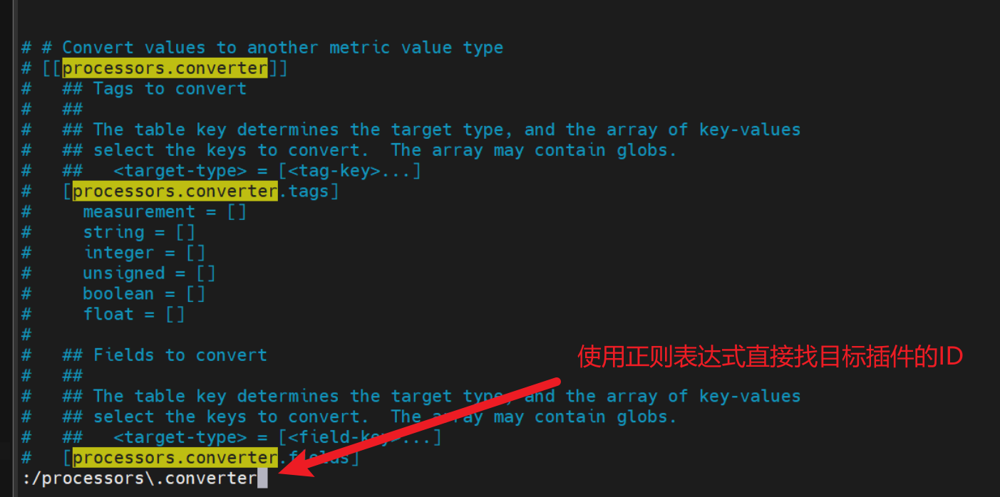 # # Convert values to another metric value type
# [[processors.converter]]
#   ## Tags to convert
#   ##
#   ## The table key determines the target type, and the array of key-values
#   ## select the keys to convert.  The array may contain globs.
#   ##   <target-type> = [<tag-key>...]
#   [processors.converter.tags]
#     measurement = []
#     string = []
#     integer = []
#     unsigned = []
#     boolean = []
#     float = []
#
#   ## Fields to convert
使用正则表达式直接找目标插件的ID
#   ##
#   ## The table key determines the target type, and the array of key-values
#   ## select the keys to convert.  The array may contain globs.
#   ##   <target-type> = [<field-key>...]
#   [processors.converter.fields]
:/processors\.converter